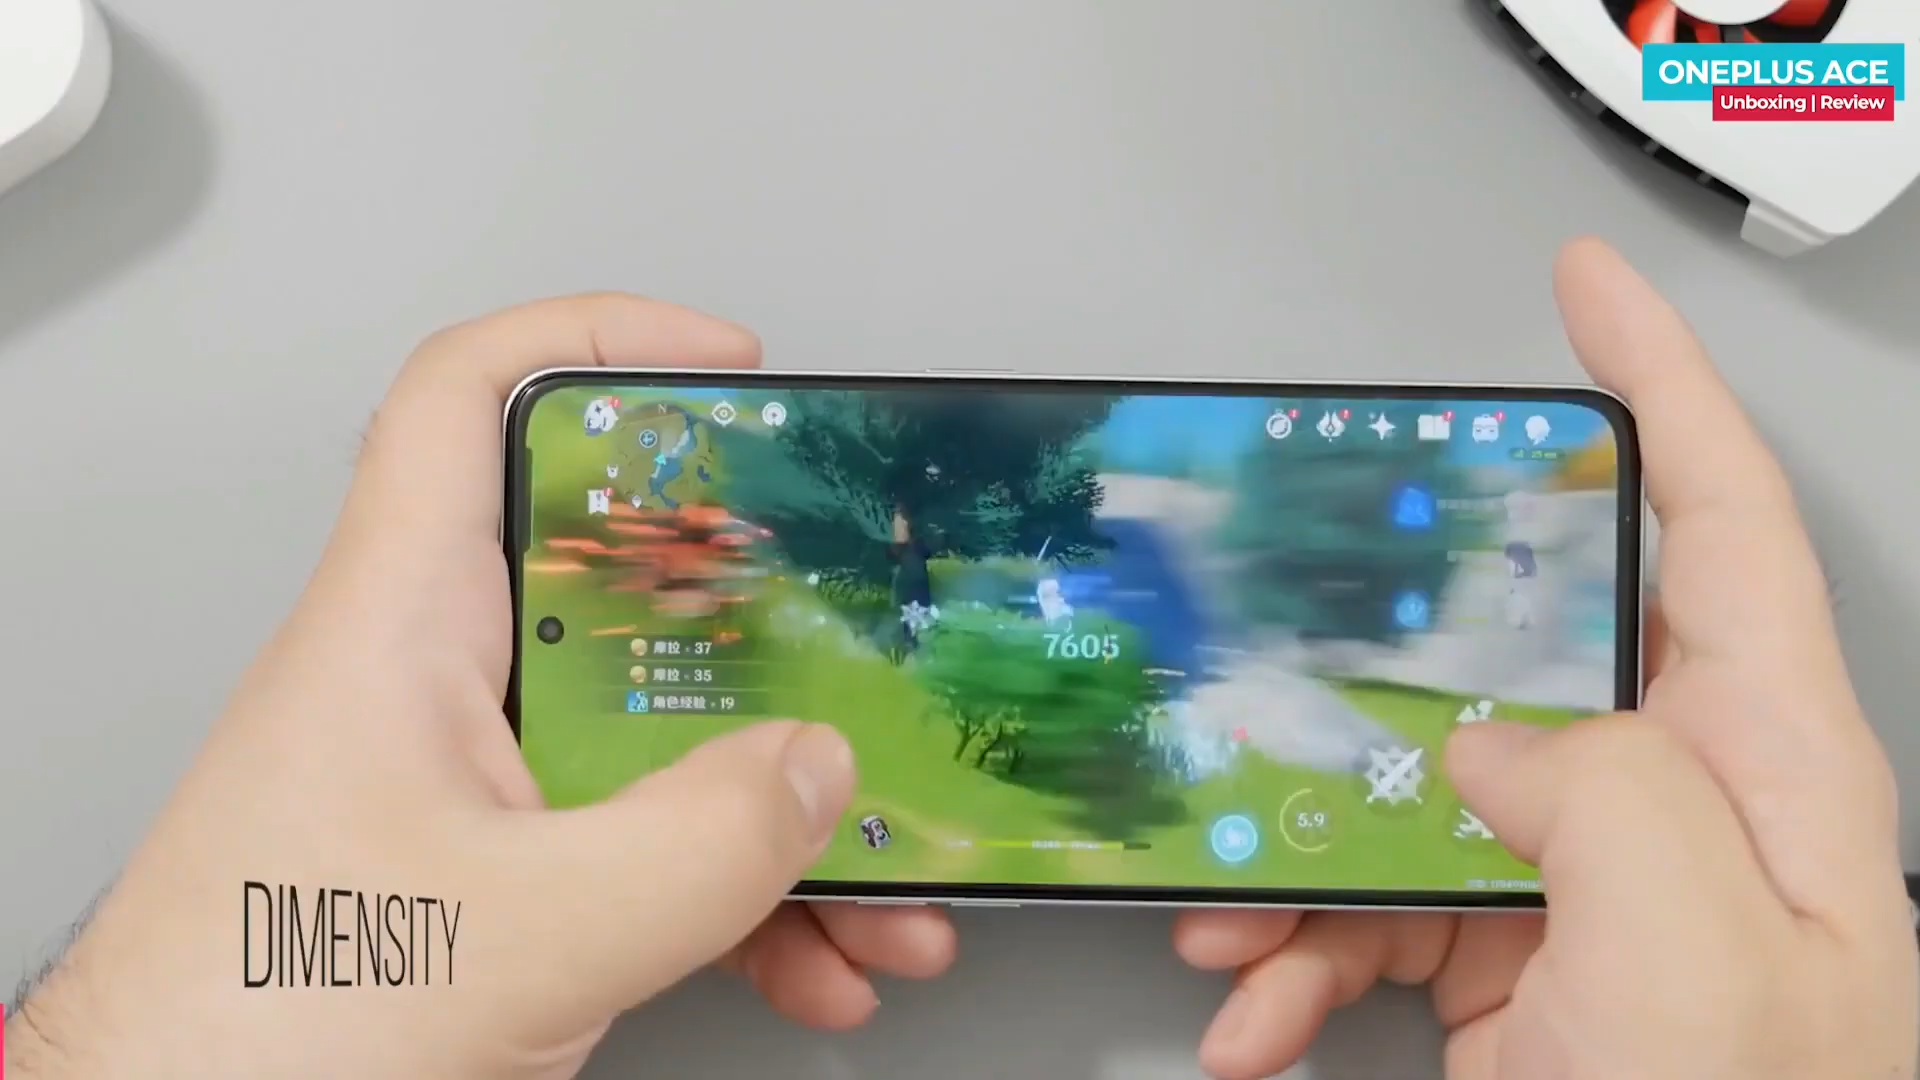 ONEPLUS ACE
Unboxing | Review
N
摩拉 × 37
摩拉 × 35
角色经验 × 19
7605
5.9
DIMENSITY